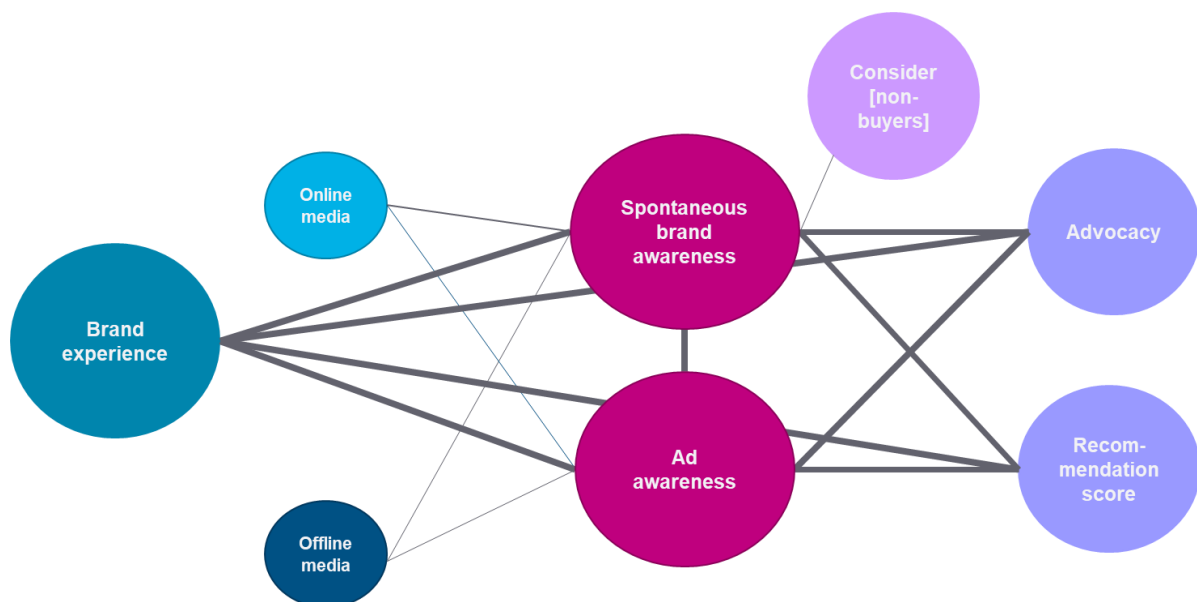 Consider
[non-
buyers]
Online
media
Spontaneous
brand
awareness
Advocacy
Brand
experience
Ad
awareness
Recom-
mendation
score
Offline
media